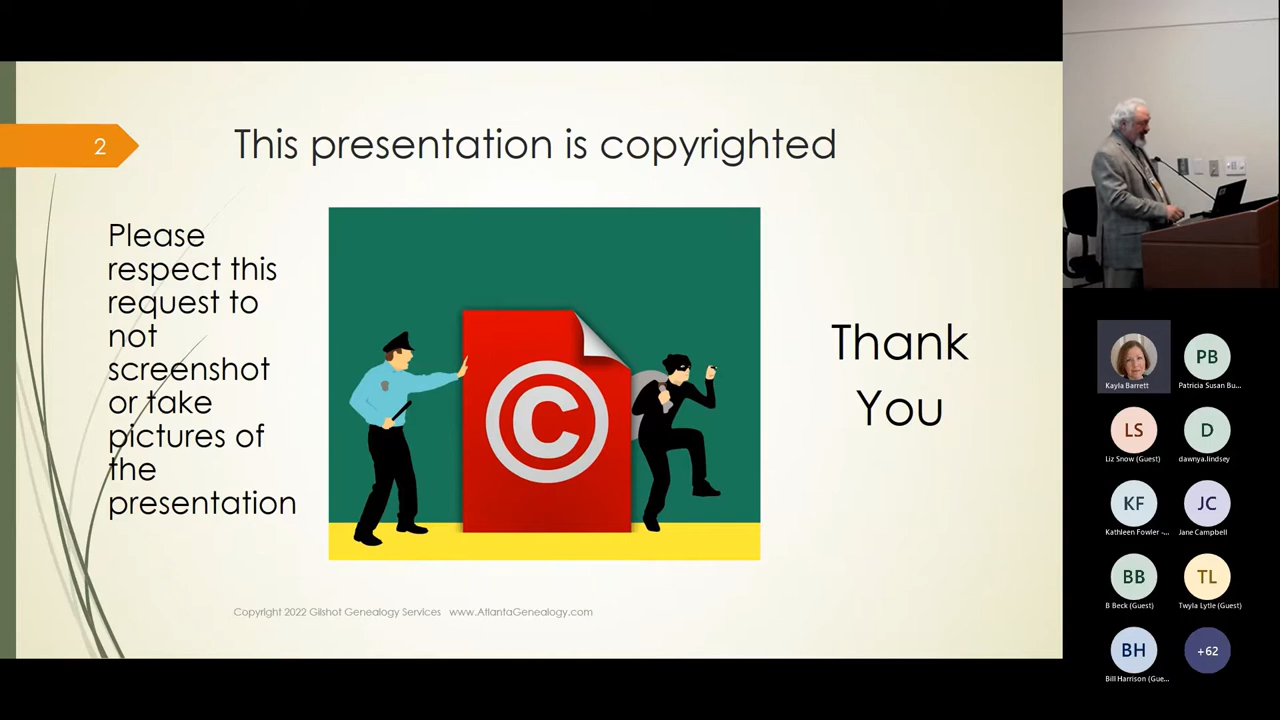 2
This presentation is copyrighted
Please
respect this
request to
not
screenshot
or take
pictures of
the
presentation
©
Thank
You
Copyright 2022 Gilshot Genealogy Services www.AtlantaGenealogy.com
Kayla Barrett
PB
Patricia Susan Bu...
LS
Liz Snow (Guest)
D
dawnya.lindsey
KF
Kathleen Fowler -...
JC
Jane Campbell
BB
B Beck (Guest)
TL
Twyla Lytle (Guest)
BH
Bill Harrison (Gue...
+62